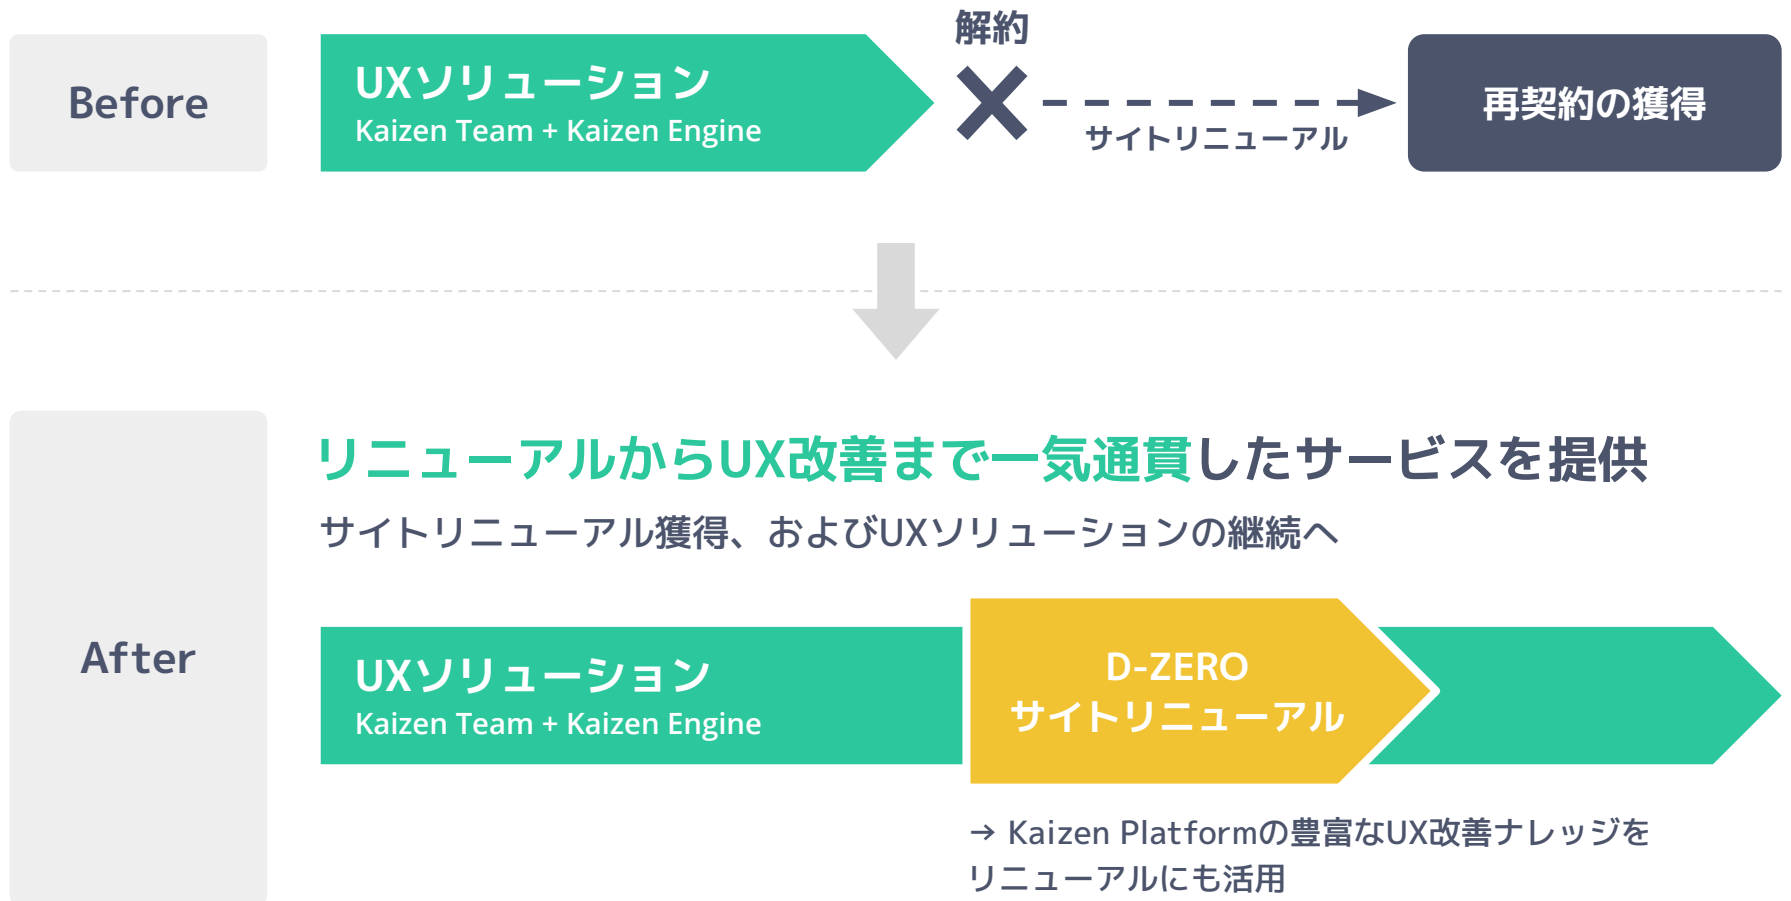 Before
UXソリューション
Kaizen Team + Kaizen Engine
解約
サイトリニューアル
再契約の獲得
After
リニューアルからUX改善まで一気通貫したサービスを提供
サイトリニューアル獲得、およびUXソリューションの継続へ
UXソリューション
Kaizen Team + Kaizen Engine
D-ZERO
サイトリニューアル
→ Kaizen Platformの豊富なUX改善ナレッジを
リニューアルにも活用